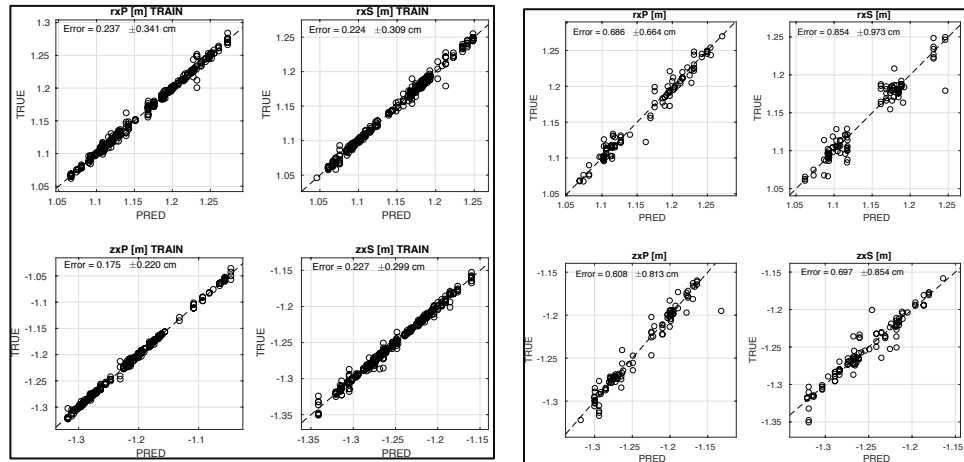 rxP [m] TRAIN
Error = 0.237 ±0.341 cm
1.3
1.25
1.2
1.15
1.1
1.05
TRUE
1.05 1.1 1.15 1.2 1.25
PRED
rxS [m] TRAIN
Error = 0.224 ±0.309 cm
1.25
1.2
1.15
1.1
1.05
TRUE
1.05 1.1 1.15 1.2 1.25
PRED
zxP [m] TRAIN
Error = 0.175 ±0.220 cm
-1.05
-1.1
-1.15
-1.2
-1.25
-1.3
TRUE
-1.3 -1.2 -1.1
PRED
zxS [m] TRAIN
Error = 0.227 ±0.299 cm
-1.15
-1.2
-1.25
-1.3
-1.35
TRUE
-1.35 -1.3 -1.25 -1.2 -1.15
PRED
rxP [m]
Error = 0.686 ±0.664 cm
1.25
1.2
1.15
1.1
1.05
TRUE
1.05 1.1 1.15 1.2 1.25
PRED
rxS [m]
Error = 0.854 ±0.973 cm
1.25
1.2
1.15
1.1
1.05
TRUE
1.05 1.1 1.15 1.2 1.25
PRED
zxP [m]
Error = 0.608 ±0.813 cm
-1.15
-1.2
-1.25
-1.3
TRUE
-1.3 -1.25 -1.2 -1.15
PRED
zxS [m]
Error = 0.697 ±0.854 cm
-1.15
-1.2
-1.25
-1.3
-1.35
TRUE
-1.3 -1.25 -1.2 -1.15
PRED